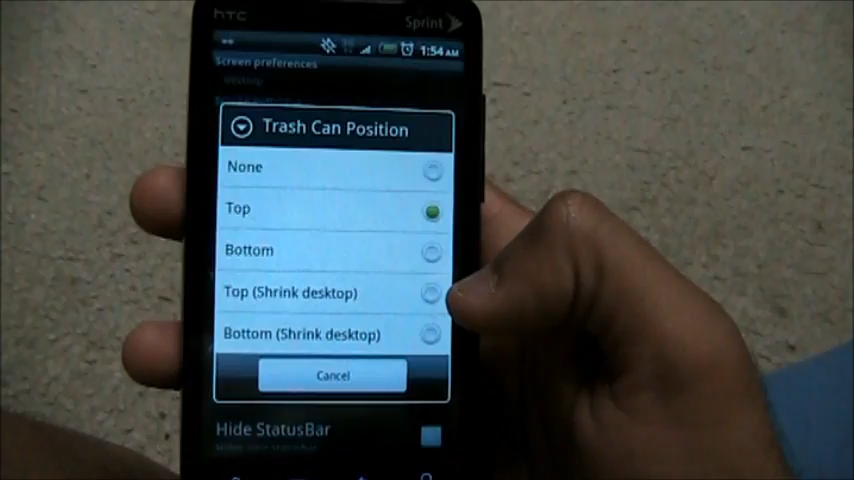 hTC
Sprint
1:54 AM
Screen preferences
desktop
Trash Can Position
None
Top
Bottom
Top (Shrink desktop)
Bottom (Shrink desktop)
Cancel
Hide StatusBar